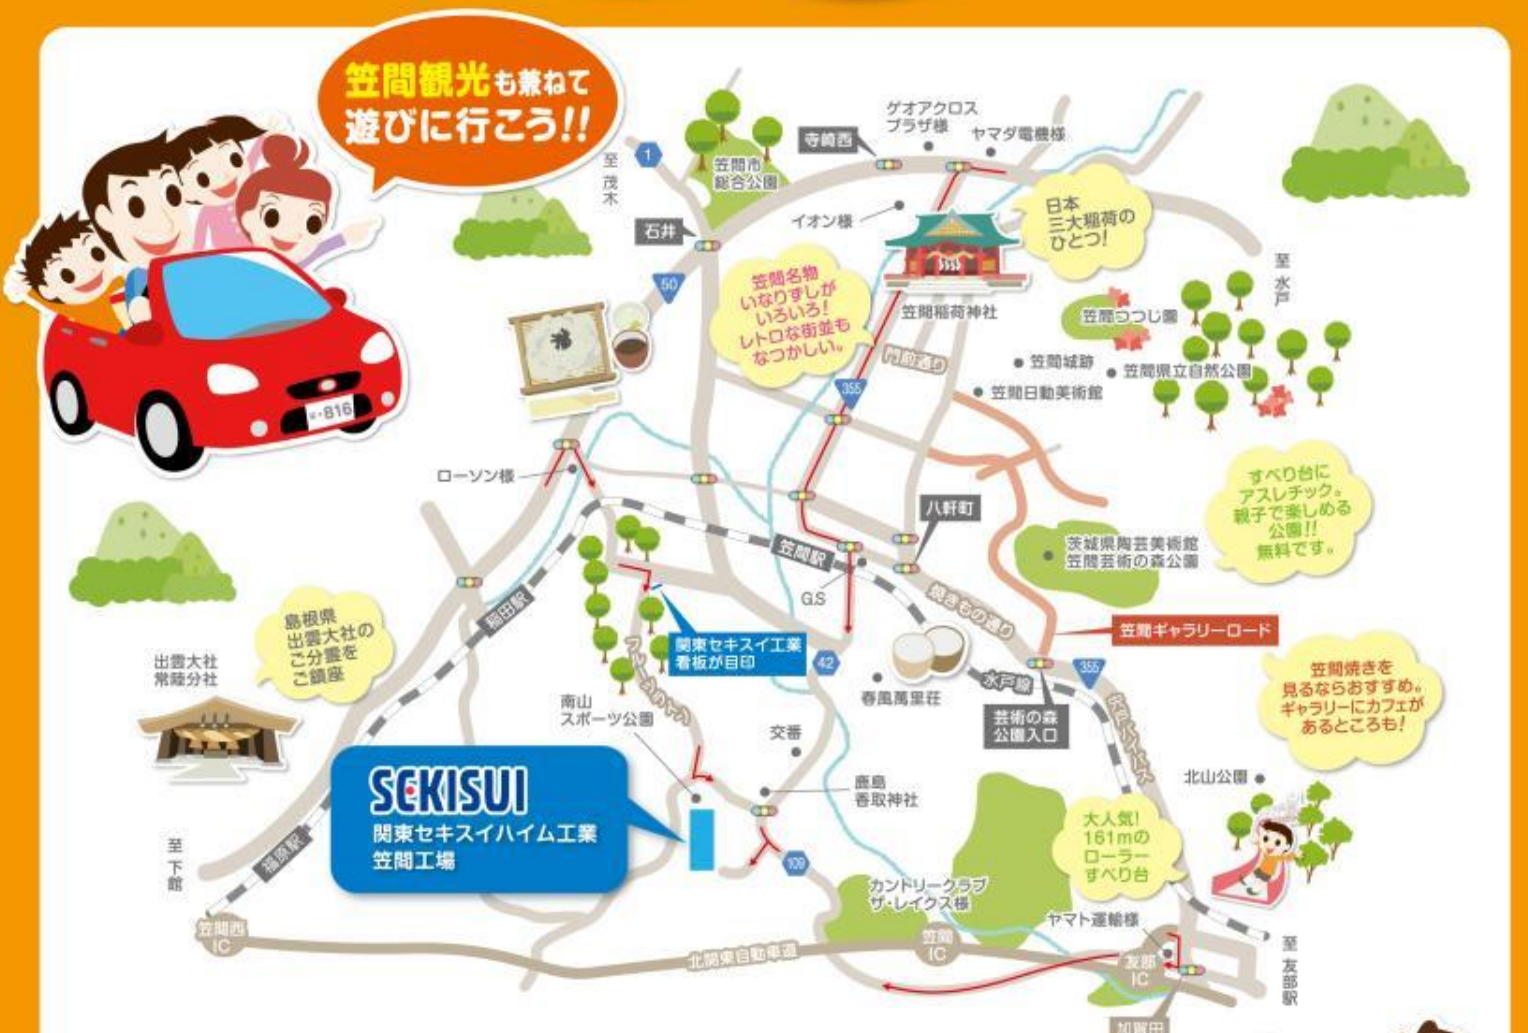 笠間観光も兼ねて
遊びに行こう!!
至 茂木
1
笠間市
総合公園
寺崎西
ゲオアクロス
プラザ様
ヤマダ電機様
石井
イオン様
日本
三大稲荷の
ひとつ!
50
笠間名物
いなりずしが
いろいろ!
レトロな街並も
なつかしい。
笠間稲荷神社
至 水戸
笠間つつじ園
門前通り
笠間城跡
笠間県立自然公園
355
笠間日動美術館
・816
ローソン様
八軒町
すべり台に
アスレチック。
親子で楽しめる
公園!!
無料です。
笠間駅
茨城県陶芸美術館
笠間芸術の森公園
G.S
稲田駅
焼きもの通り
島根県
出雲大社の
ご分霊を
ご鎮座
笠間ギャラリーロード
関東セキスイ工業
看板が目印
42
出雲大社
常陸分社
水戸線
355
笠間焼きを
見るならおすすめ。
ギャラリーにカフェが
あるところも!
春風萬里荘
南山
スポーツ公園
芸術の森
公園入口
交番
SEKISUI
関東セキスイハイム工業
笠間工場
鹿島
香取神社
北山公園
大人気!
161mの
ローラー
すべり台
至 下館
福原駅
109
カントリークラブ
ザ・レイクス様
ヤマト運輸様
笠間西
IC
北関東自動車道
笠間
IC
友部
IC
至 友部駅
加賀田